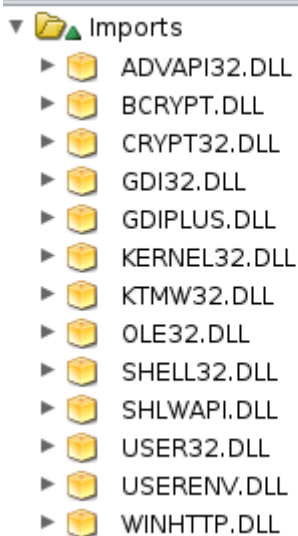 Imports
ADVAPI32.DLL
BCRYPT.DLL
CRYPT32.DLL
GDI32.DLL
GDIPLUS.DLL
KERNEL32.DLL
KTMW32.DLL
OLE32.DLL
SHELL32.DLL
SHLWAPI.DLL
USER32.DLL
USERENV.DLL
WINHTTP.DLL